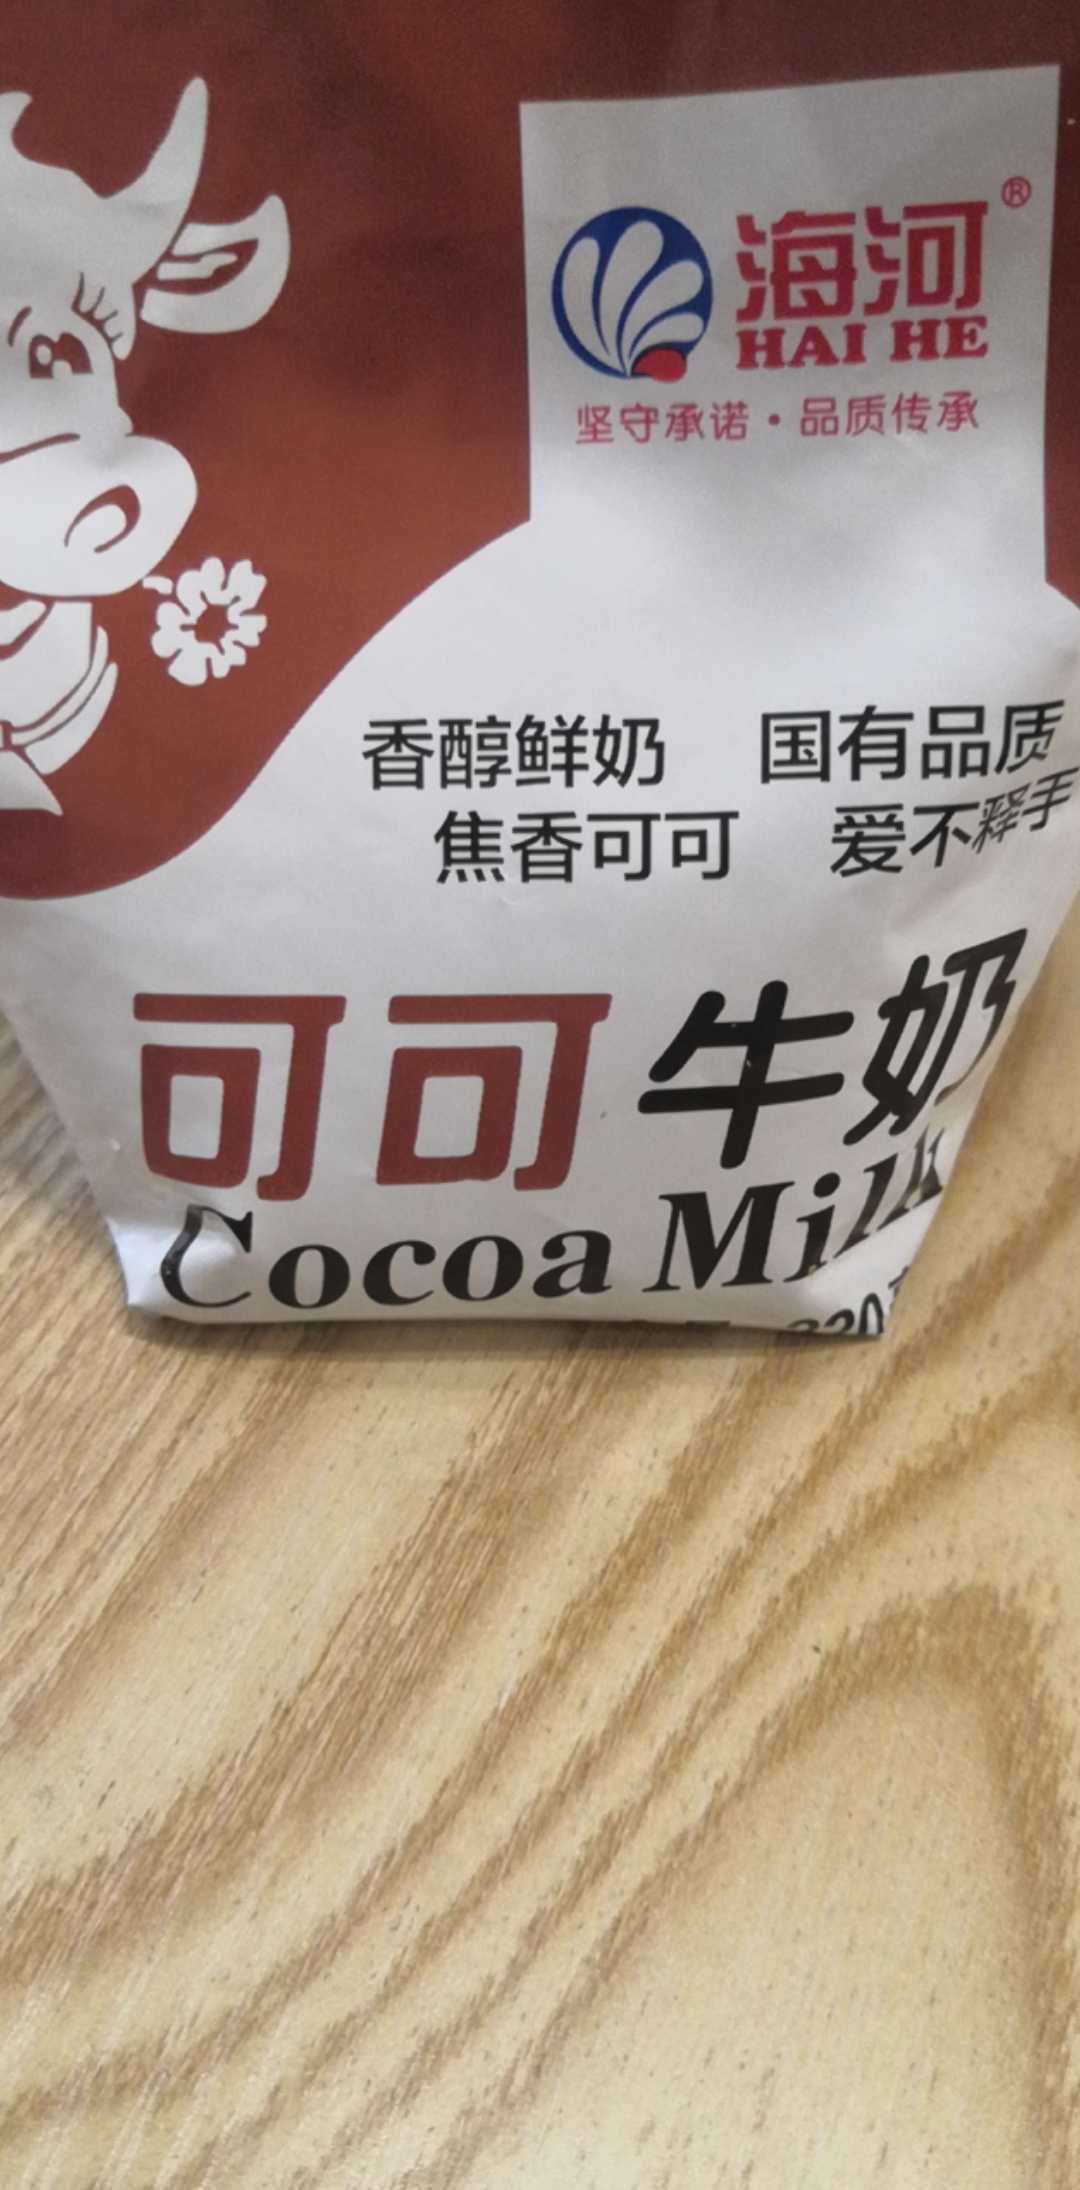 海河®
HAI HE
坚守承诺·品质传承
香醇鲜奶 国有品质
焦香可可 爱不释手
可可牛奶
Cocoa Milk